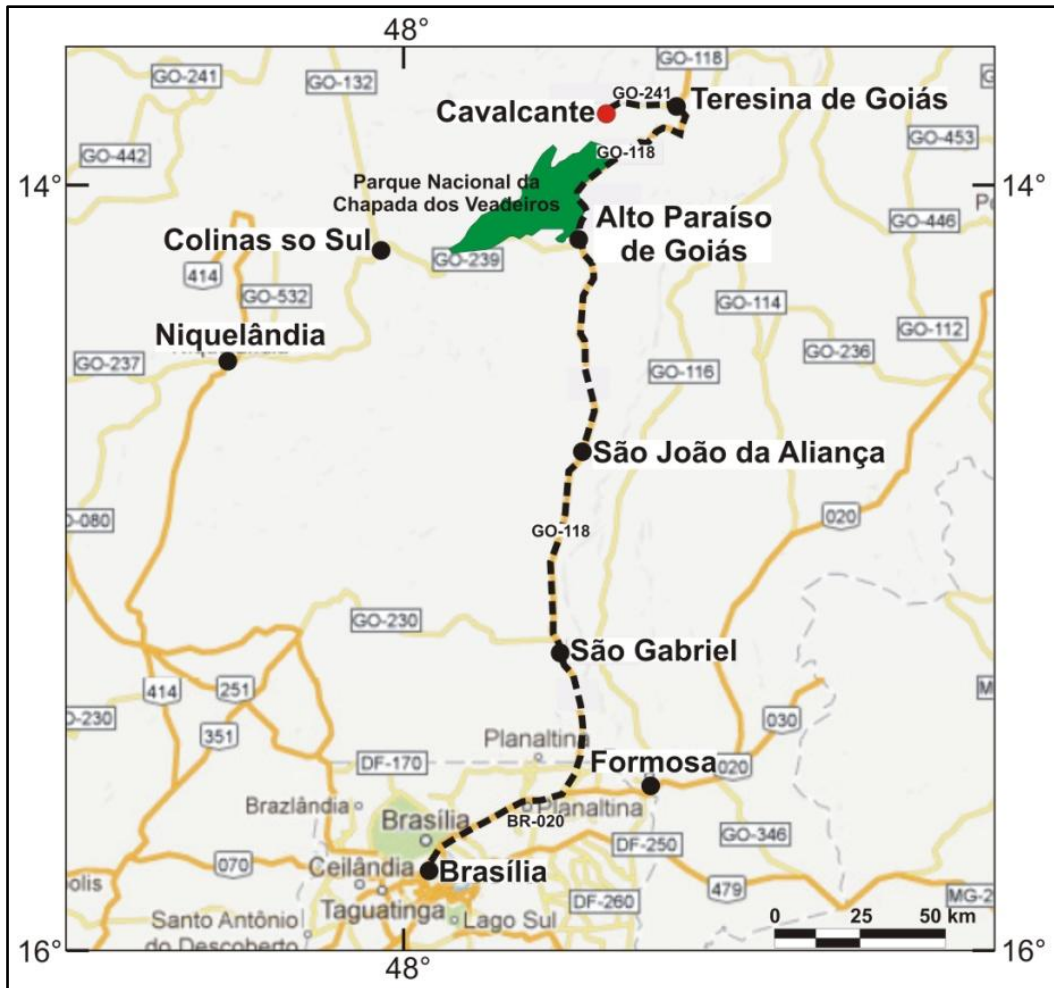 48°
GO-241
GO-132
GO-118
GO-241
Cavalcante
Teresina de Goiás
GO-453
GO-442
GO-118
14°
14°
Parque Nacional da
Chapada dos Veadeiros
Alto Paraíso
de Goiás
GO-446
Colinas so Sul
GO-239
414
GO-532
GO-114
GO-112
Niquelândia
GO-237
GO-236
GO-116
São João da Aliança
020
GO-118
GO-230
São Gabriel
414
251
030
351
Planaltina
Formosa
DF-170
020
Brazlândia
Planaltina
Brasília
BR-020
GO-346
DF-250
070
Ceilândia
Brasília
479
DF-260
Taguatinga
Lago Sul
Santo Antônio
do Descoberto
0 25 50 km
16°
16°
48°